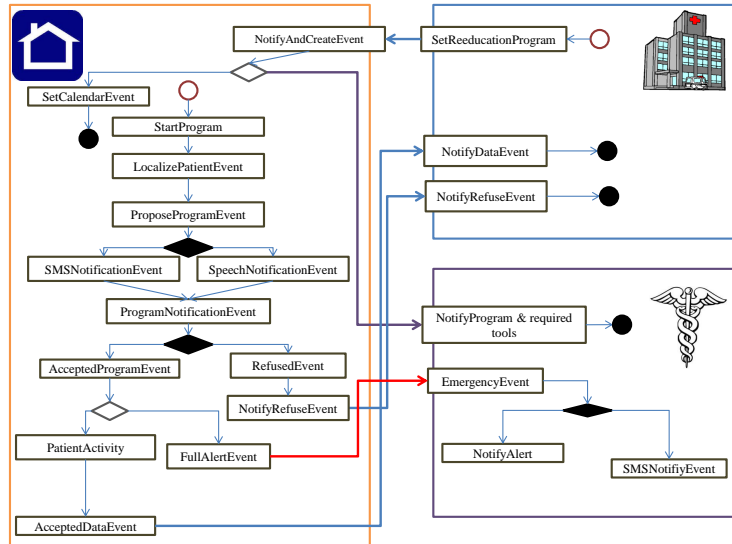 NotifyAndCreateEvent
SetReeducationProgram
SetCalendarEvent
StartProgram
LocalizePatientEvent
NotifyDataEvent
NotifyRefuseEvent
ProposeProgramEvent
SMSNotificationEvent
SpeechNotificationEvent
ProgramNotificationEvent
NotifyProgram & required
tools
AcceptedProgramEvent
RefusedEvent
EmergencyEvent
NotifyRefuseEvent
PatientActivity
FullAlertEvent
NotifyAlert
SMSNotifiyEvent
AcceptedDataEvent